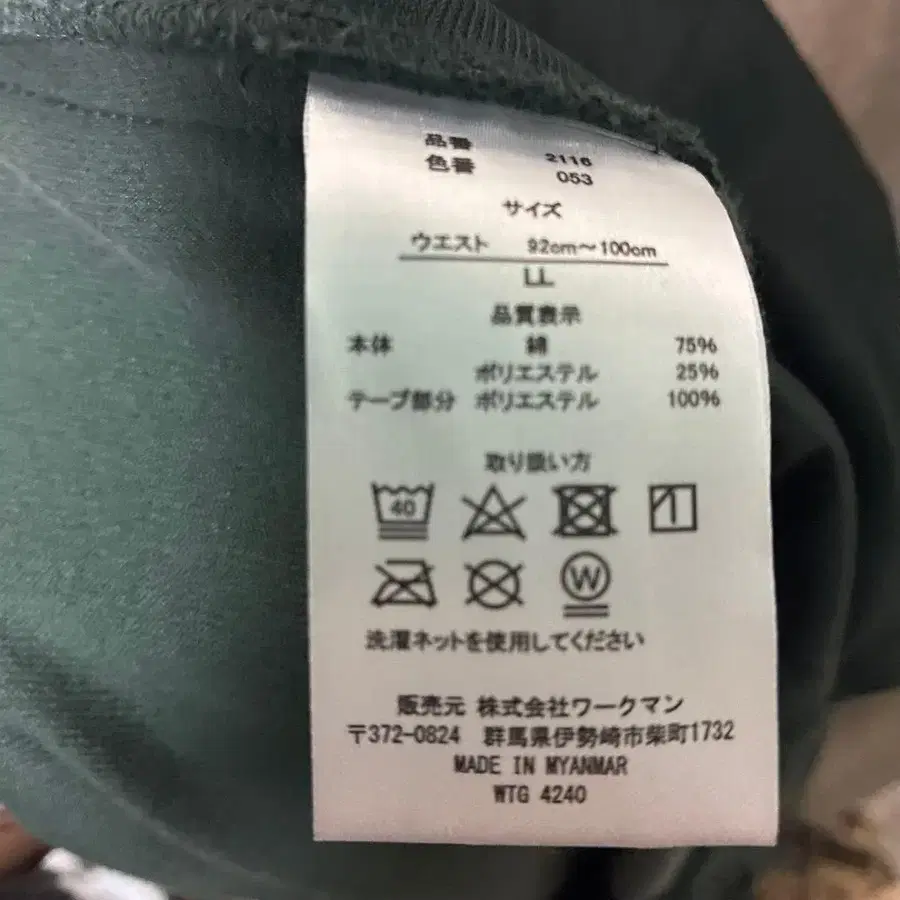 品番 2116
色番 053
サイズ
ウエスト 92cm～100cm
LL
品質表示
本体 綿 75%
ポリエステル 25%
テープ部分 ポリエステル 100%
取り扱い方
40
W
洗濯ネットを使用してください
販売元 株式会社ワークマン
〒372-0824 群馬県伊勢崎市柴町1732
MADE IN MYANMAR
WTG 4240